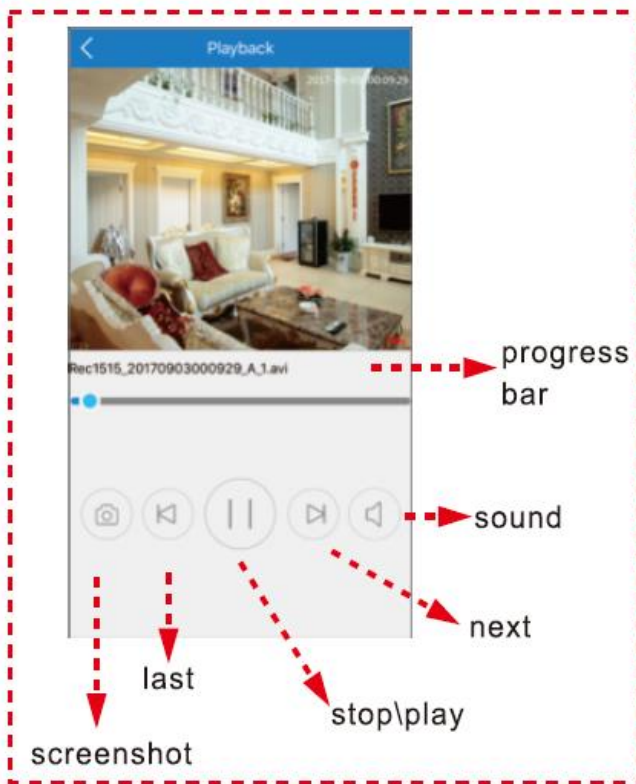 Playback
Rec1515_20170903000929_A_1.avi
progress
bar
sound
next
last
stop\play
screenshot